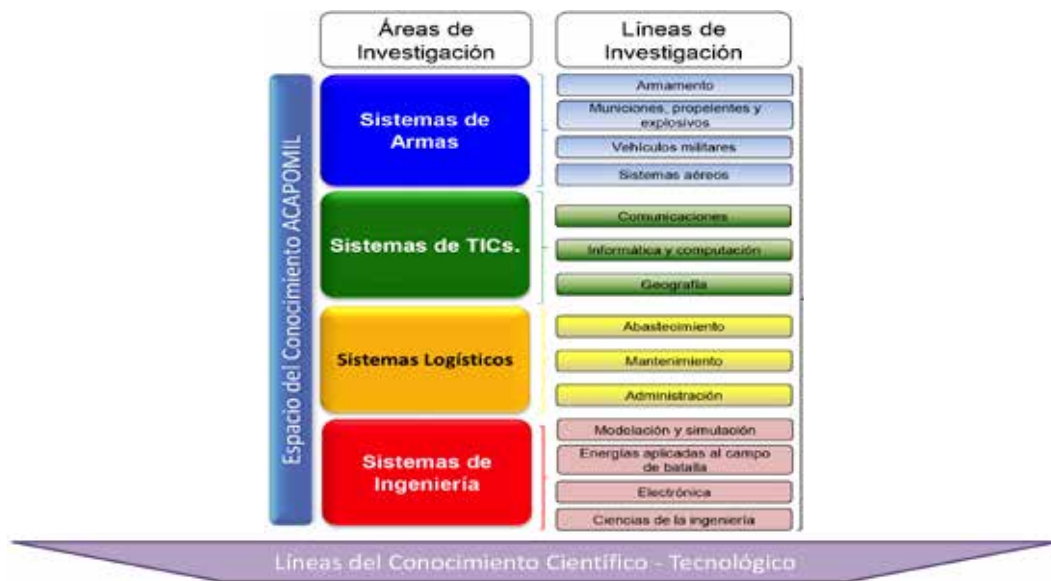 Áreas de
Investigación
Líneas de
Investigación
Espacio del Conocimiento ACAPOMIL
Sistemas de
Armas
Armamento
Municiones, propelentes y
explosivos
Vehículos militares
Sistemas aéreos
Sistemas de TICs.
Comunicaciones
Informática y computación
Geografía
Sistemas Logísticos
Abastecimiento
Mantenimiento
Administración
Sistemas de
Ingeniería
Modelación y simulación
Energías aplicadas al campo
de batalla
Electrónica
Ciencias de la ingeniería
Líneas del Conocimiento Científico - Tecnológico